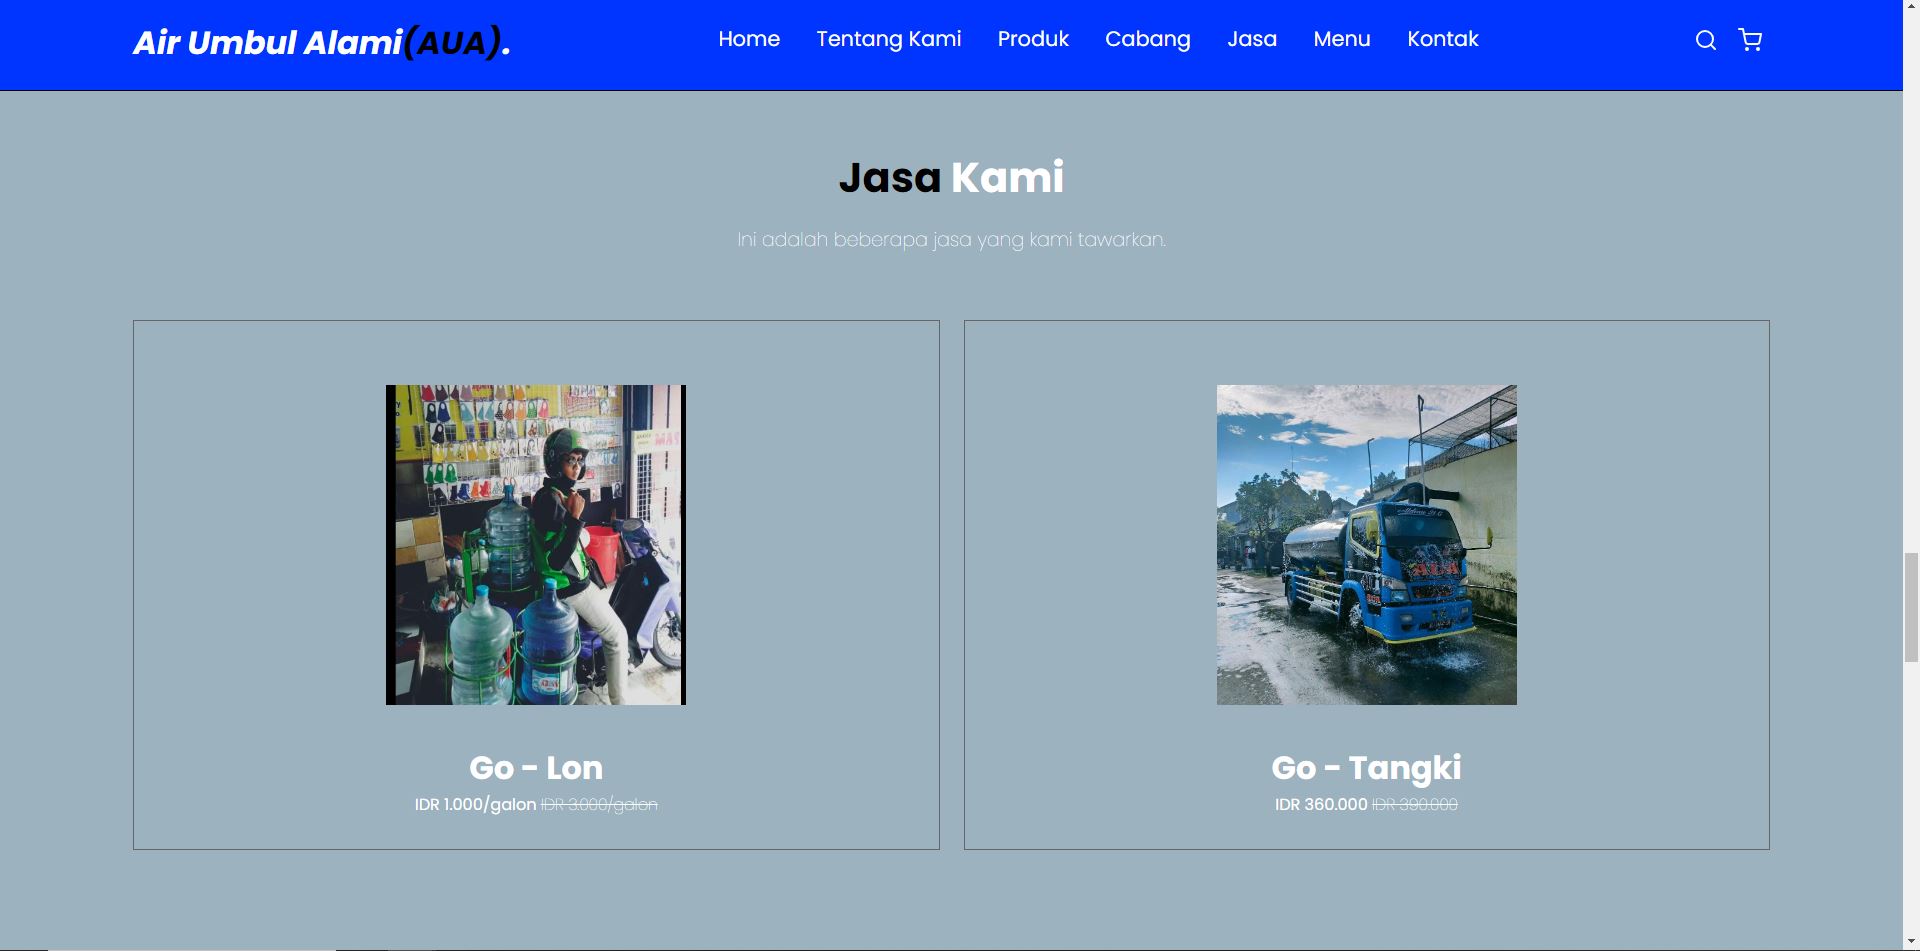 Air Umbul Alami(AUA).
Home Tentang Kami Produk Cabang Jasa Menu Kontak
Jasa Kami
Ini adalah beberapa jasa yang kami tawarkan.
Go - Lon
IDR 1.000/galon IDR 3.000/galon
Go - Tangki
IDR 360.000 IDR 390.000